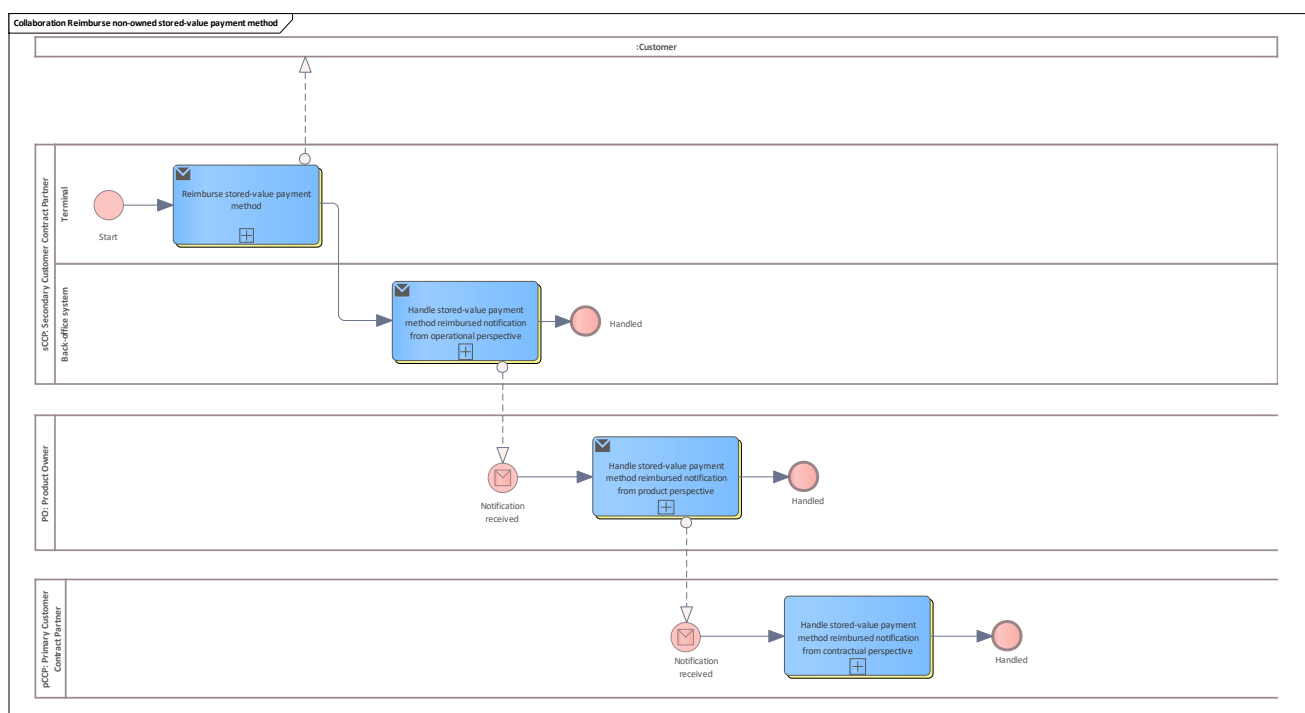 Collaboration Reimburse non-owned stored-value payment method
:Customer
sCCP: Secondary Customer Contract Partner
Terminal
Start
Reimburse stored-value payment
method
Back-office system
Handle stored-value payment
method reimbursed notification
from operational perspective
Handled
PO: Product Owner
Notification
received
Handle stored-value payment
method reimbursed notification
from product perspective
Handled
pCCP: Primary Customer
Contract Partner
Notification
received
Handle stored-value payment
method reimbursed notification
from contractual perspective
Handled